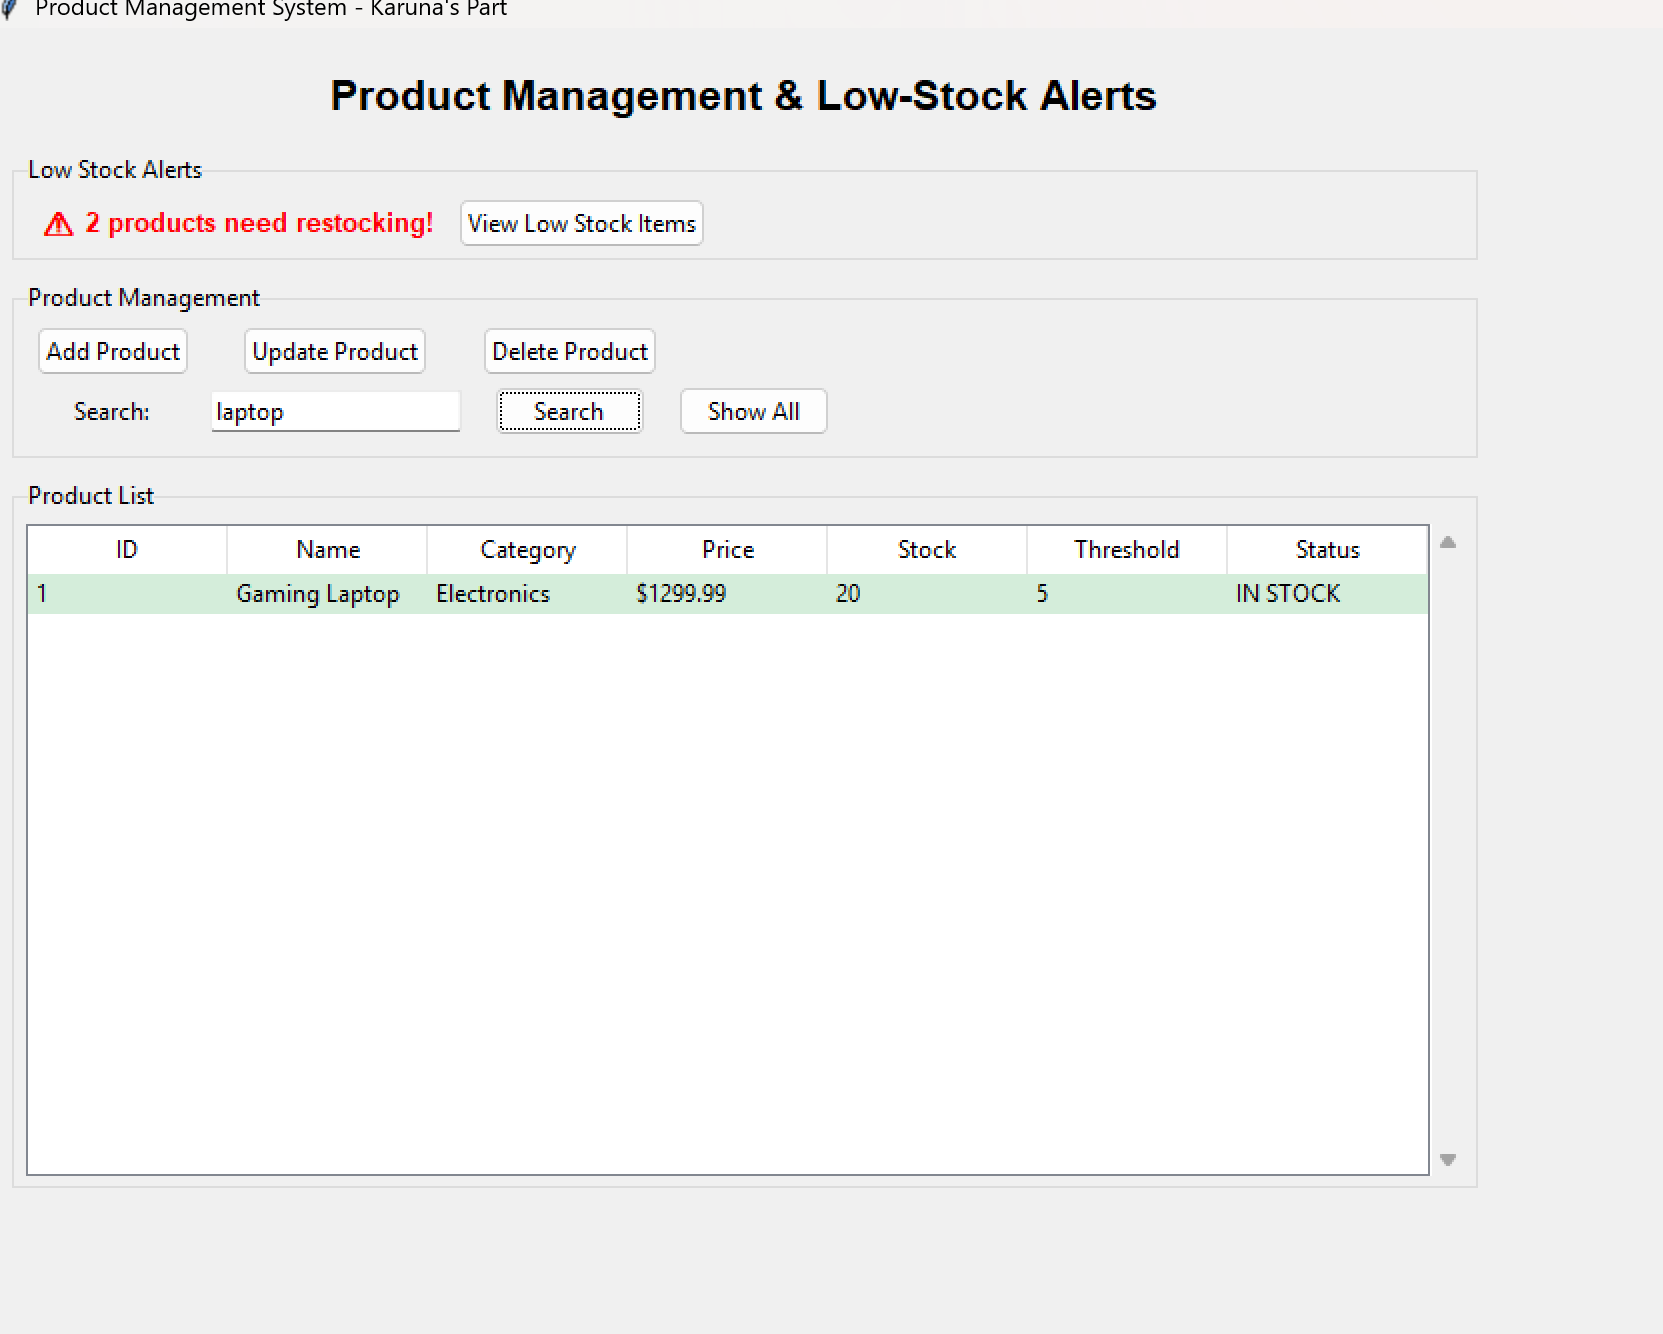 Product Management System - Karuna's Part
Product Management & Low-Stock Alerts
Low Stock Alerts
⚠ 2 products need restocking! View Low Stock Items
Product Management
Add Product Update Product Delete Product
Search: laptop Search Show All
Product List
ID Name Category Price Stock Threshold Status
1 Gaming Laptop Electronics $1299.99 20 5 IN STOCK